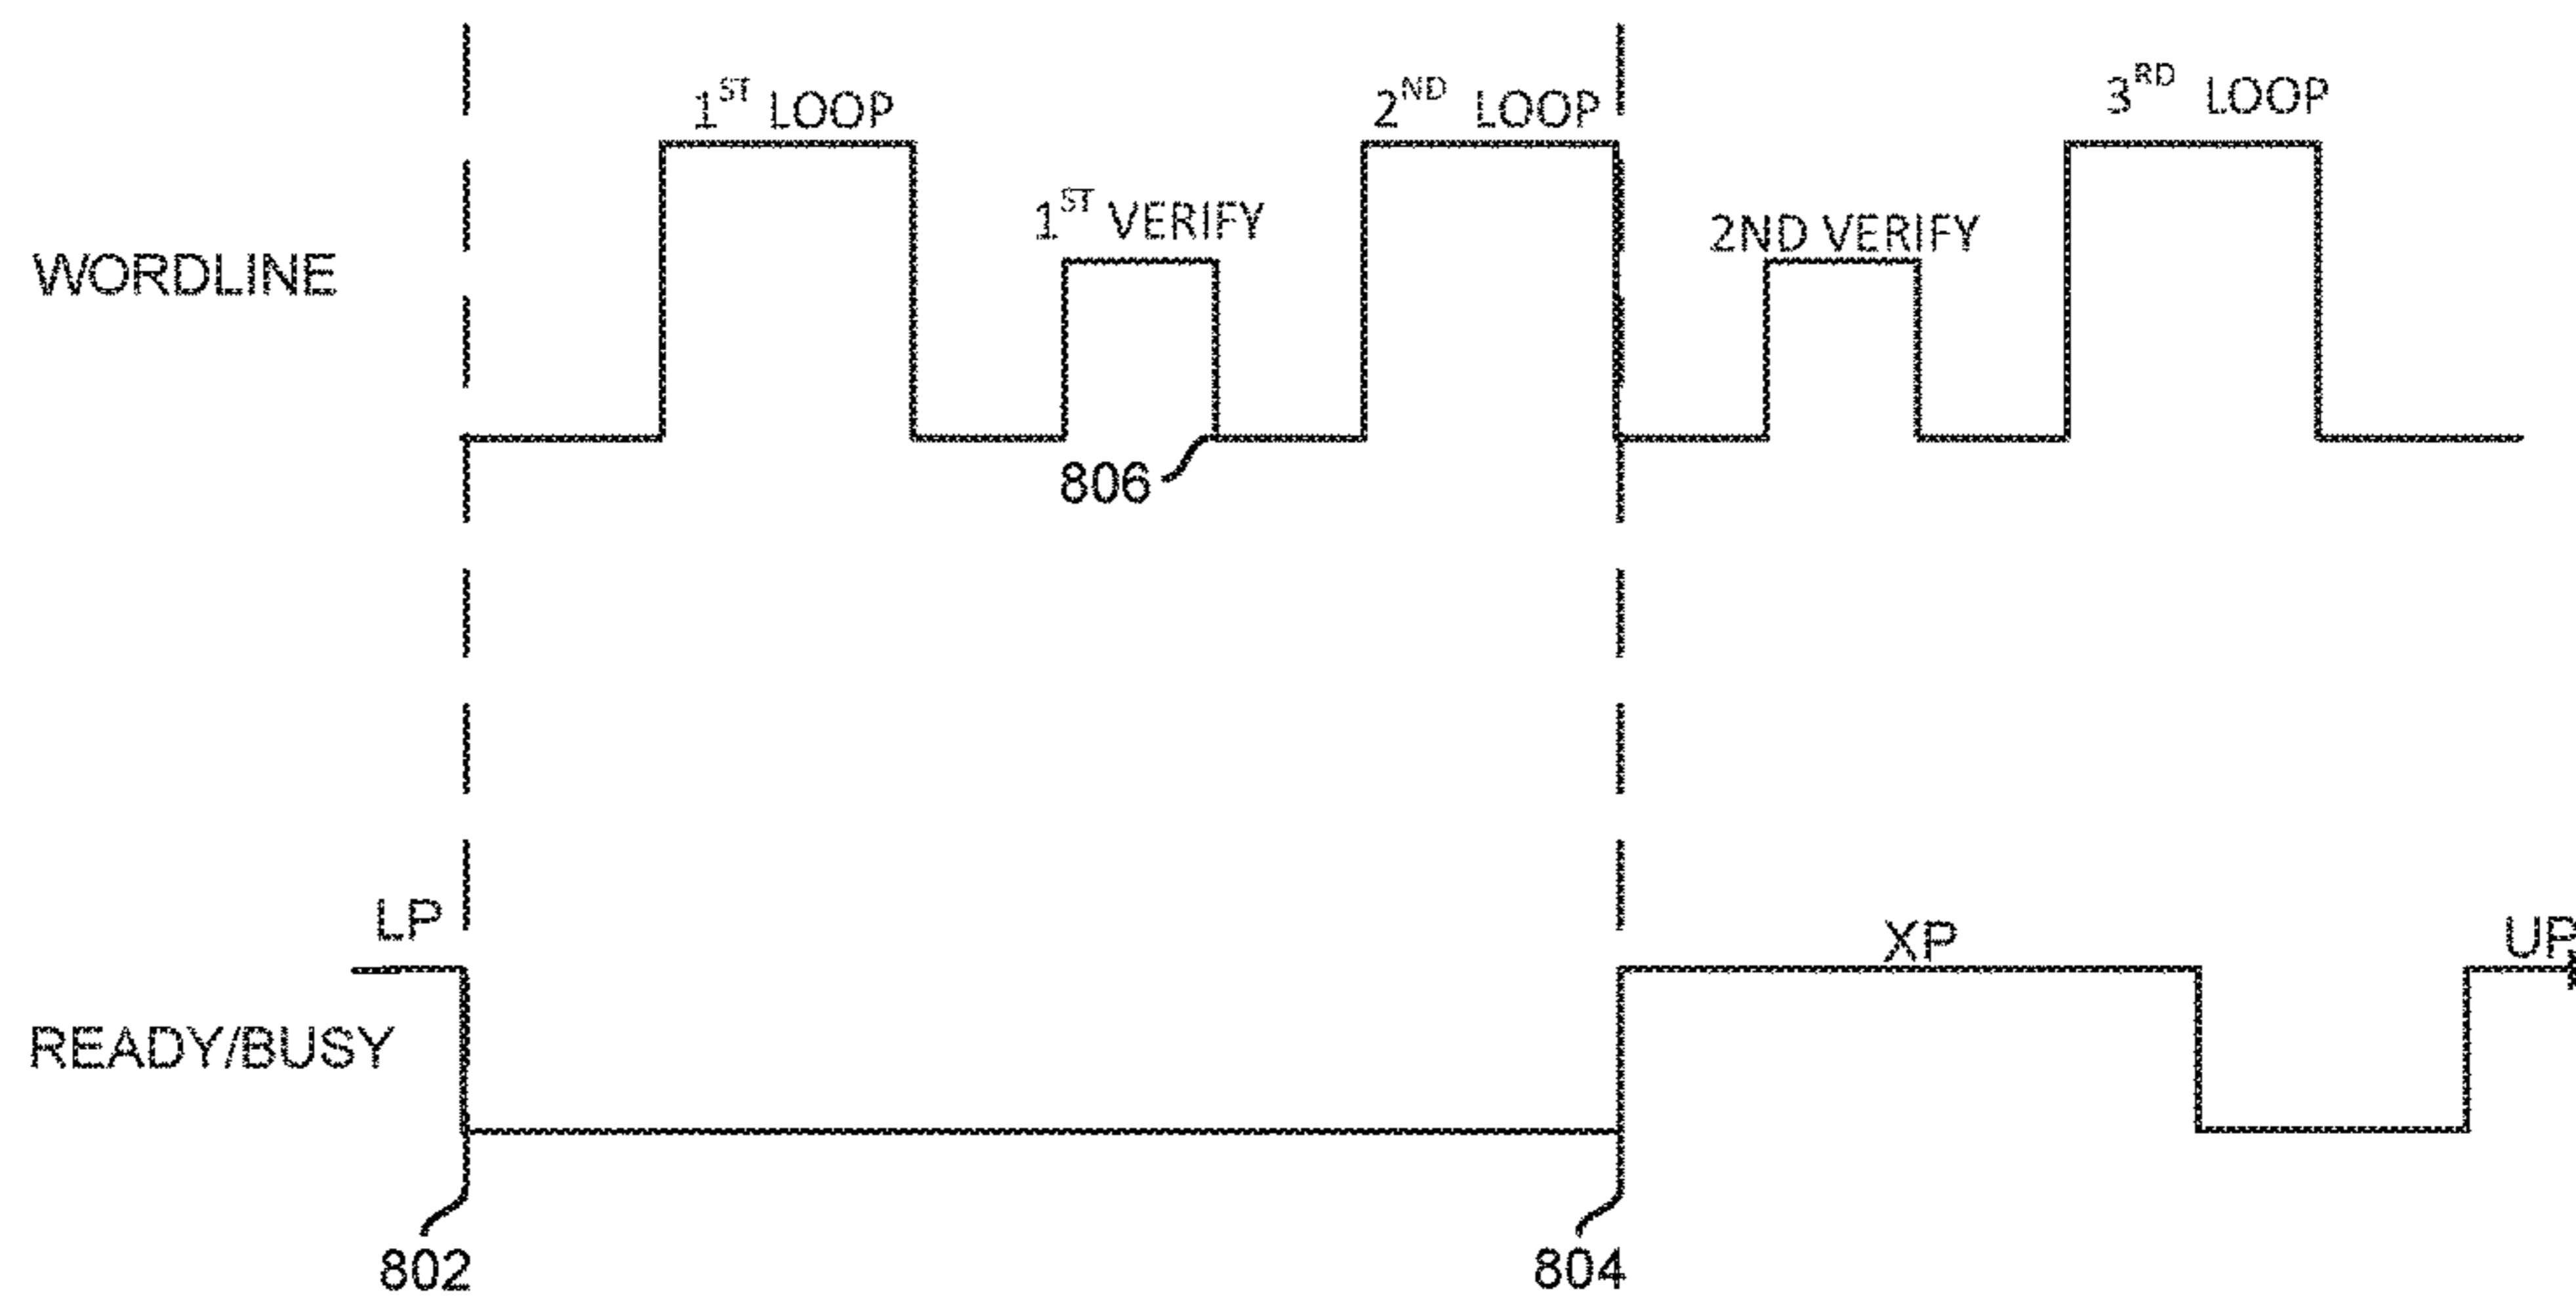 1ST LOOP
2ND LOOP
3RD LOOP
1ST VERIFY
2ND VERIFY
WORDLINE
806
LP
XP
UP
READY/BUSY
802
804